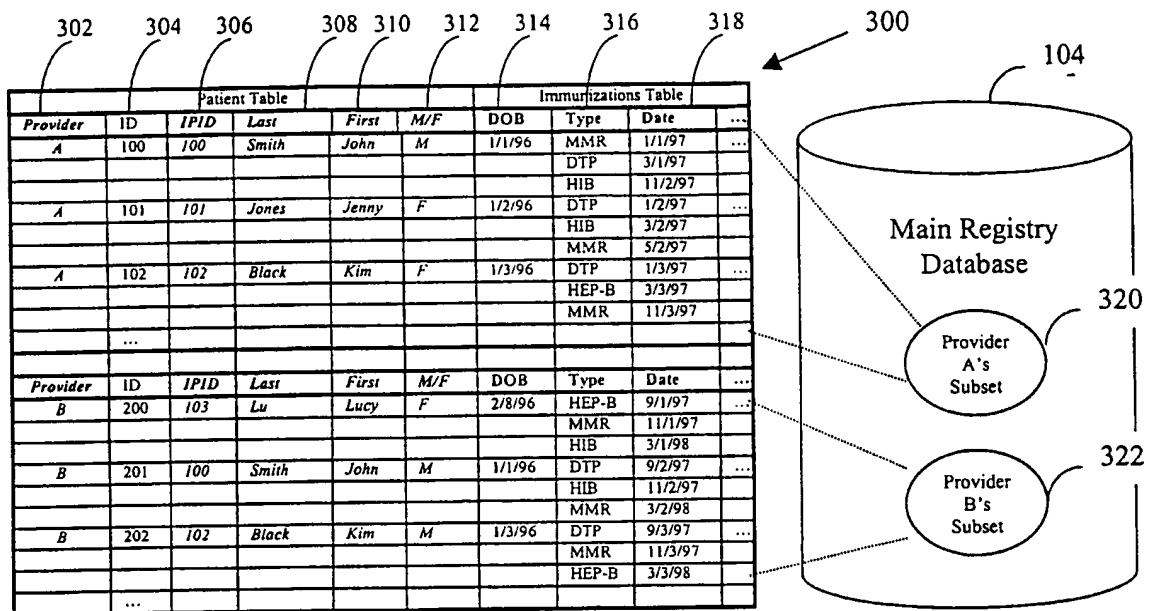 302 304 306 308 310 312 314 316 318 300
104
Patient Table Immunizations Table
Provider ID IPID Last First M/F DOB Type Date ...
A 100 100 Smith John M 1/1/96 MMR 1/1/97 ...
DTP 3/1/97
HIB 11/2/97
A 101 101 Jones Jenny F 1/2/96 DTP 1/2/97 ...
HIB 3/2/97
MMR 5/2/97
A 102 102 Black Kim F 1/3/96 DTP 1/3/97 ...
HEP-B 3/3/97
MMR 11/3/97
...
Provider ID IPID Last First M/F DOB Type Date ...
B 200 103 Lu Lucy F 2/8/96 HEP-B 9/1/97 ...
MMR 11/1/97
HIB 3/1/98
B 201 100 Smith John M 1/1/96 DTP 9/2/97 ...
HIB 11/2/97
MMR 3/2/98
B 202 102 Black Kim M 1/3/96 DTP 9/3/97 ...
MMR 11/3/97
HEP-B 3/3/98
...
Main Registry
Database
320
Provider
A's
Subset
322
Provider
B's
Subset